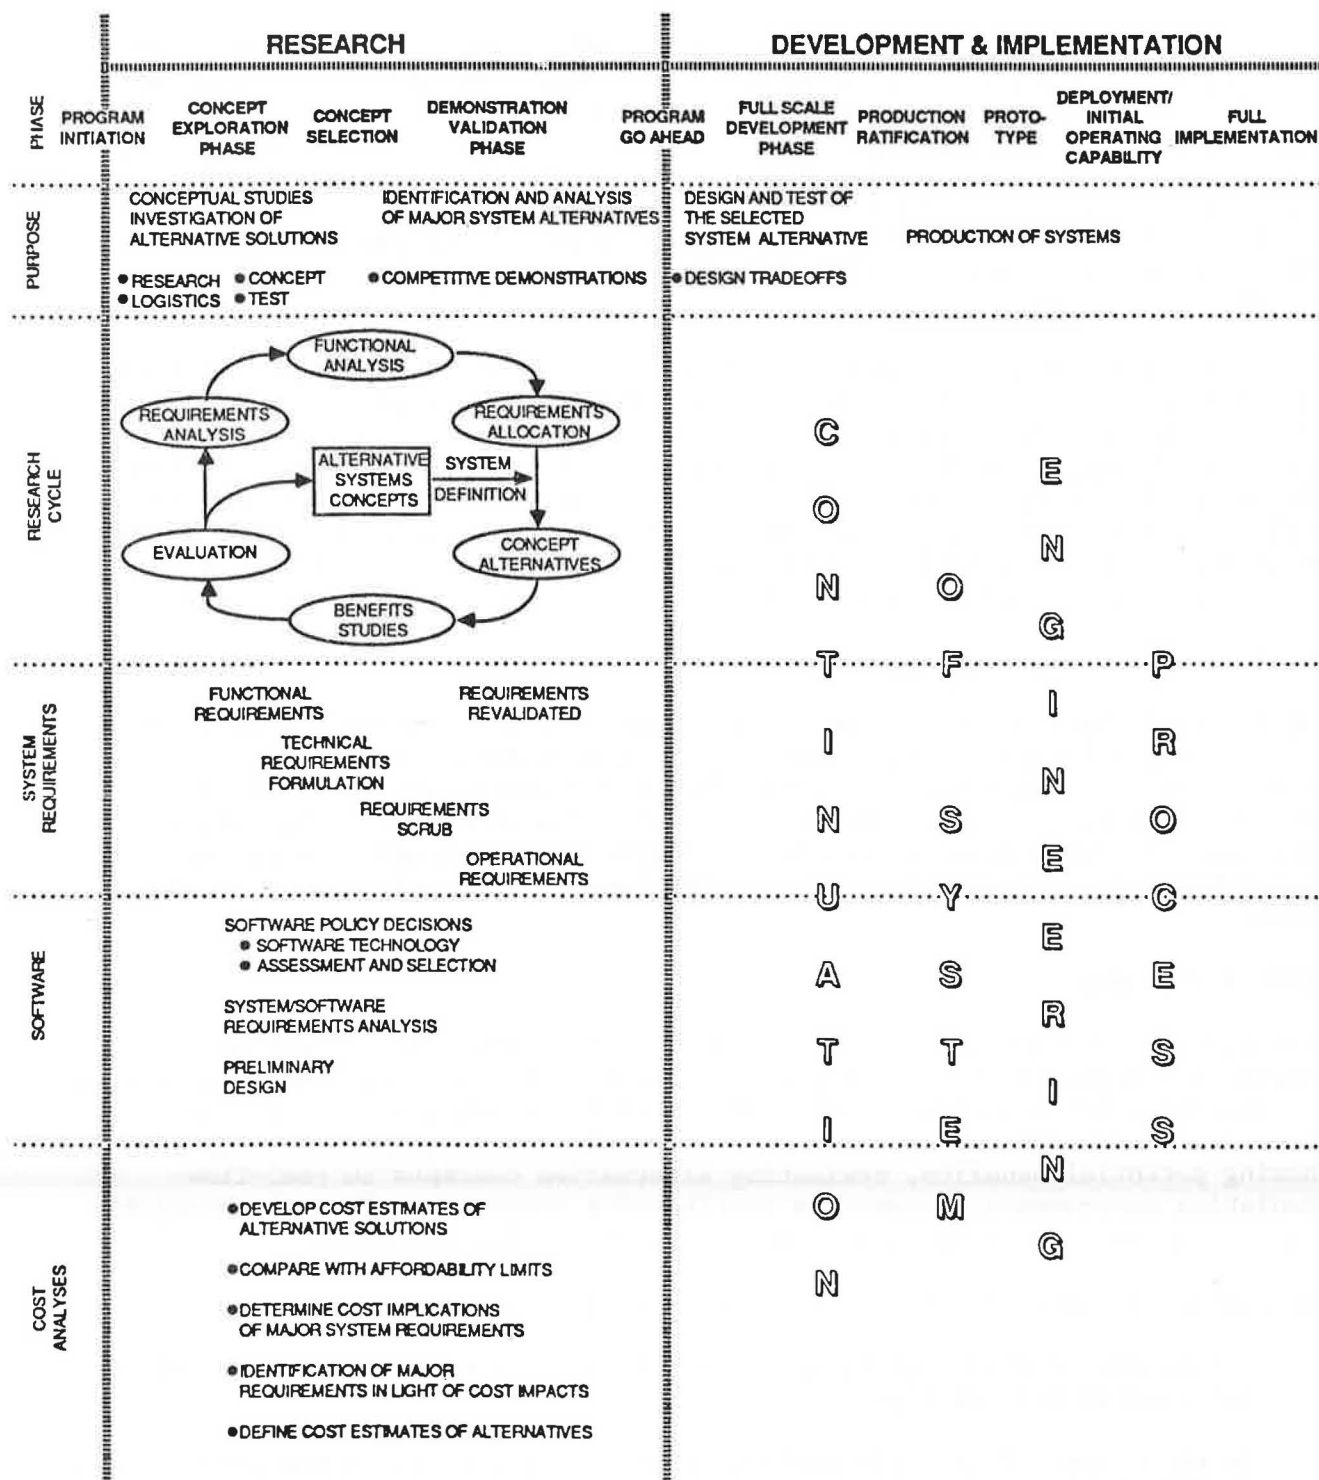 RESEARCH
DEVELOPMENT & IMPLEMENTATION
PHASE
PROGRAM
INITIATION
CONCEPT
EXPLORATION
PHASE
CONCEPT
SELECTION
DEMONSTRATION
VALIDATION
PHASE
PROGRAM
GO AHEAD
FULL SCALE
DEVELOPMENT
PHASE
PRODUCTION
RATIFICATION
PROTO-
TYPE
DEPLOYMENT/
INITIAL
OPERATING
CAPABILITY
FULL
IMPLEMENTATION
PURPOSE
CONCEPTUAL STUDIES
INVESTIGATION OF
ALTERNATIVE SOLUTIONS
● RESEARCH ● CONCEPT
● LOGISTICS ● TEST
IDENTIFICATION AND ANALYSIS
OF MAJOR SYSTEM ALTERNATIVES
● COMPETITIVE DEMONSTRATIONS
DESIGN AND TEST OF
THE SELECTED
SYSTEM ALTERNATIVE
● DESIGN TRADEOFFS
PRODUCTION OF SYSTEMS
RESEARCH
CYCLE
FUNCTIONAL
ANALYSIS
REQUIREMENTS
ANALYSIS
REQUIREMENTS
ALLOCATION
ALTERNATIVE
SYSTEMS
CONCEPTS
SYSTEM
DEFINITION
EVALUATION
CONCEPT
ALTERNATIVES
BENEFITS
STUDIES
SYSTEM
REQUIREMENTS
FUNCTIONAL
REQUIREMENTS
REQUIREMENTS
REVALIDATED
TECHNICAL
REQUIREMENTS
FORMULATION
REQUIREMENTS
SCRUB
OPERATIONAL
REQUIREMENTS
SOFTWARE
SOFTWARE POLICY DECISIONS
● SOFTWARE TECHNOLOGY
● ASSESSMENT AND SELECTION
SYSTEM/SOFTWARE
REQUIREMENTS ANALYSIS
PRELIMINARY
DESIGN
COST
ANALYSES
● DEVELOP COST ESTIMATES OF
ALTERNATIVE SOLUTIONS
● COMPARE WITH AFFORDABILITY LIMITS
● DETERMINE COST IMPLICATIONS
OF MAJOR SYSTEM REQUIREMENTS
● IDENTIFICATION OF MAJOR
REQUIREMENTS IN LIGHT OF COST IMPACTS
● DEFINE COST ESTIMATES OF ALTERNATIVES
CONTINUATION
OF SYSTEM
ENGINEERING
PROCESS